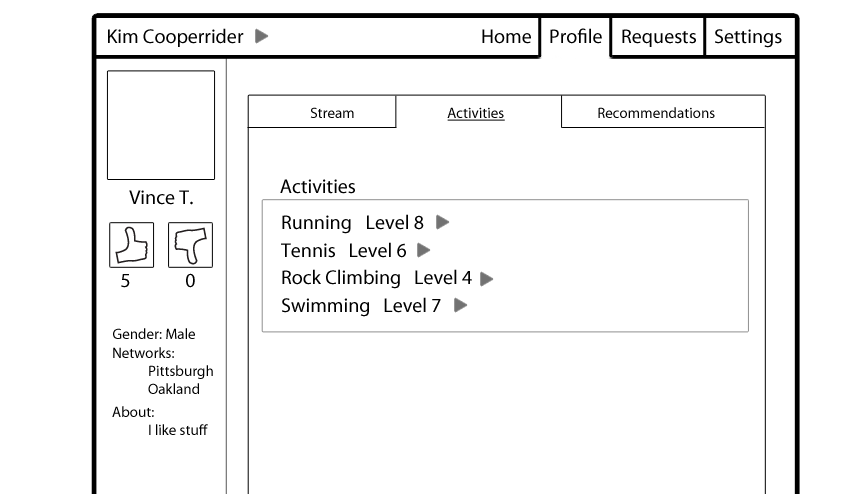 Kim Cooperrider Home Profile Requests Settings
Stream Activities Recommendations
Vince T.
5 0
Gender: Male
Networks:
Pittsburgh
Oakland
About:
I like stuff
Activities
Running Level 8
Tennis Level 6
Rock Climbing Level 4
Swimming Level 7